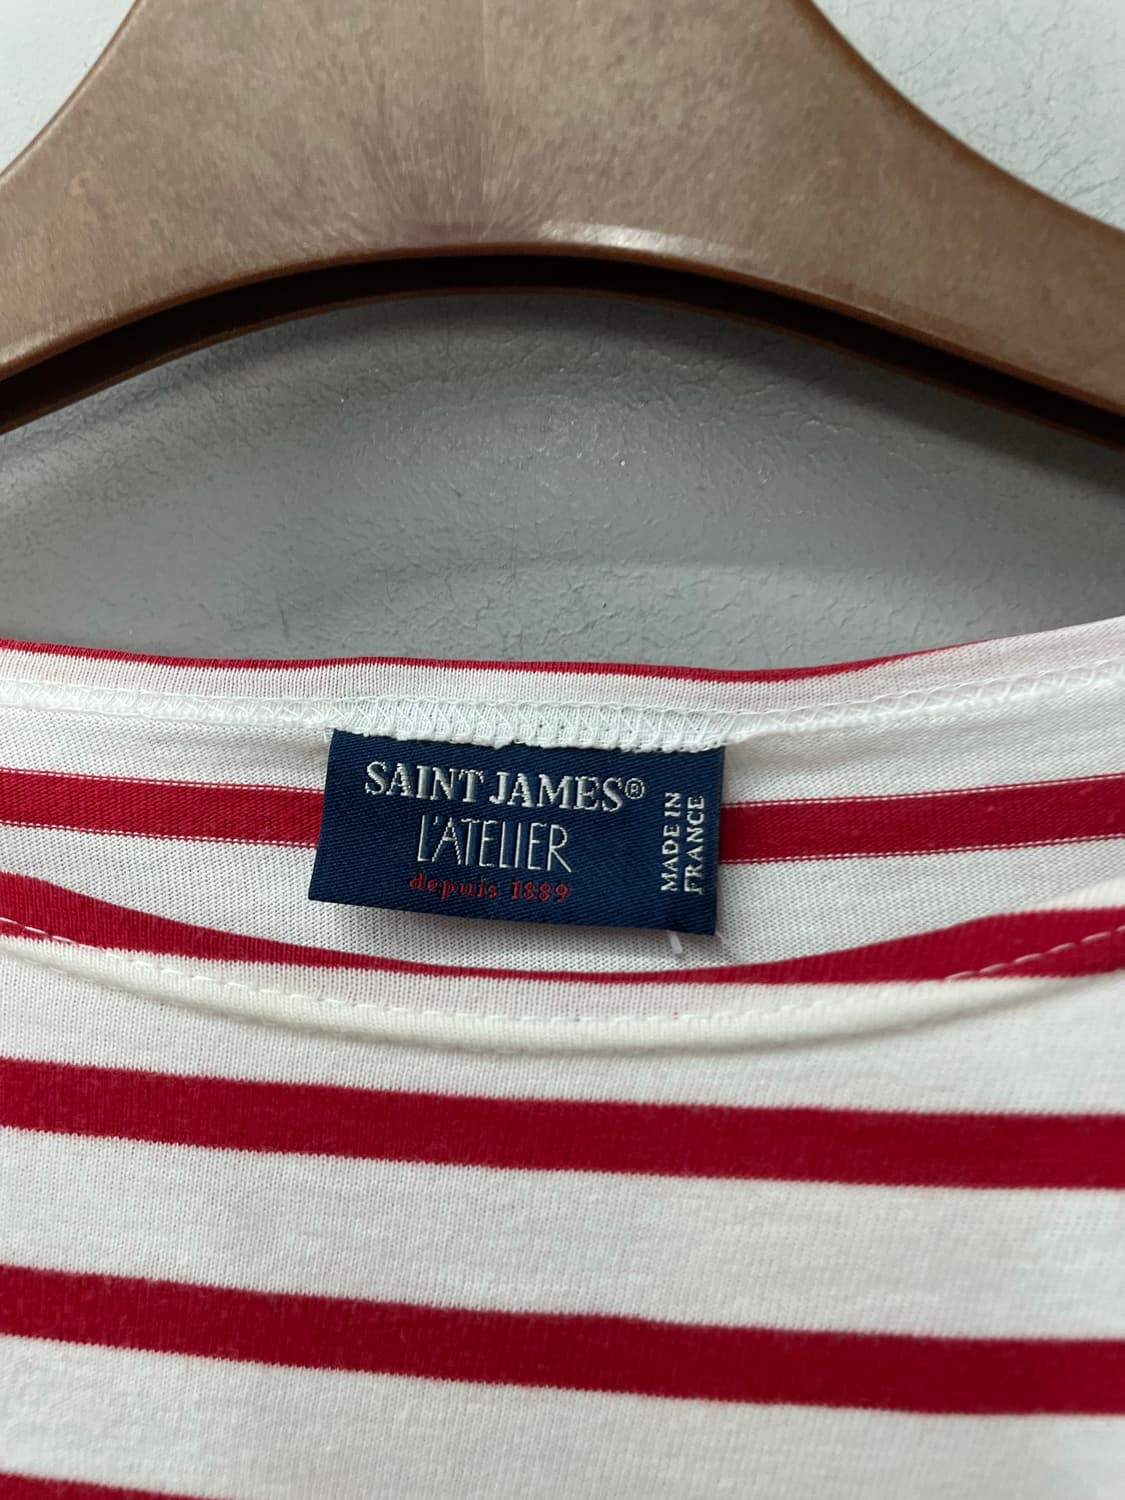 SAINT JAMES®
L'ATELIER
depuis 1889
MADE IN
FRANCE